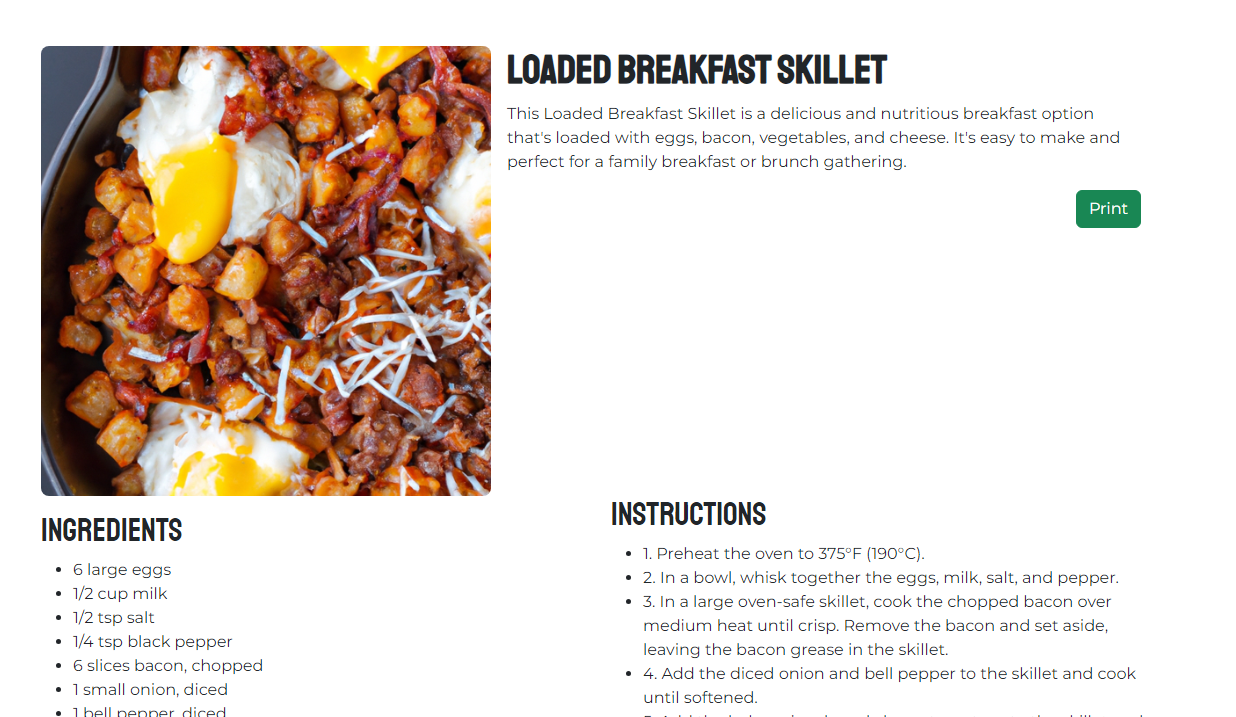 LOADED BREAKFAST SKILLET
This Loaded Breakfast Skillet is a delicious and nutritious breakfast option
that's loaded with eggs, bacon, vegetables, and cheese. It's easy to make and
perfect for a family breakfast or brunch gathering.
Print
INGREDIENTS
• 6 large eggs
• 1/2 cup milk
• 1/2 tsp salt
• 1/4 tsp black pepper
• 6 slices bacon, chopped
• 1 small onion, diced
• 1 bell pepper, diced
INSTRUCTIONS
• 1. Preheat the oven to 375°F (190°C).
• 2. In a bowl, whisk together the eggs, milk, salt, and pepper.
• 3. In a large oven-safe skillet, cook the chopped bacon over
medium heat until crisp. Remove the bacon and set aside,
leaving the bacon grease in the skillet.
• 4. Add the diced onion and bell pepper to the skillet and cook
until softened.